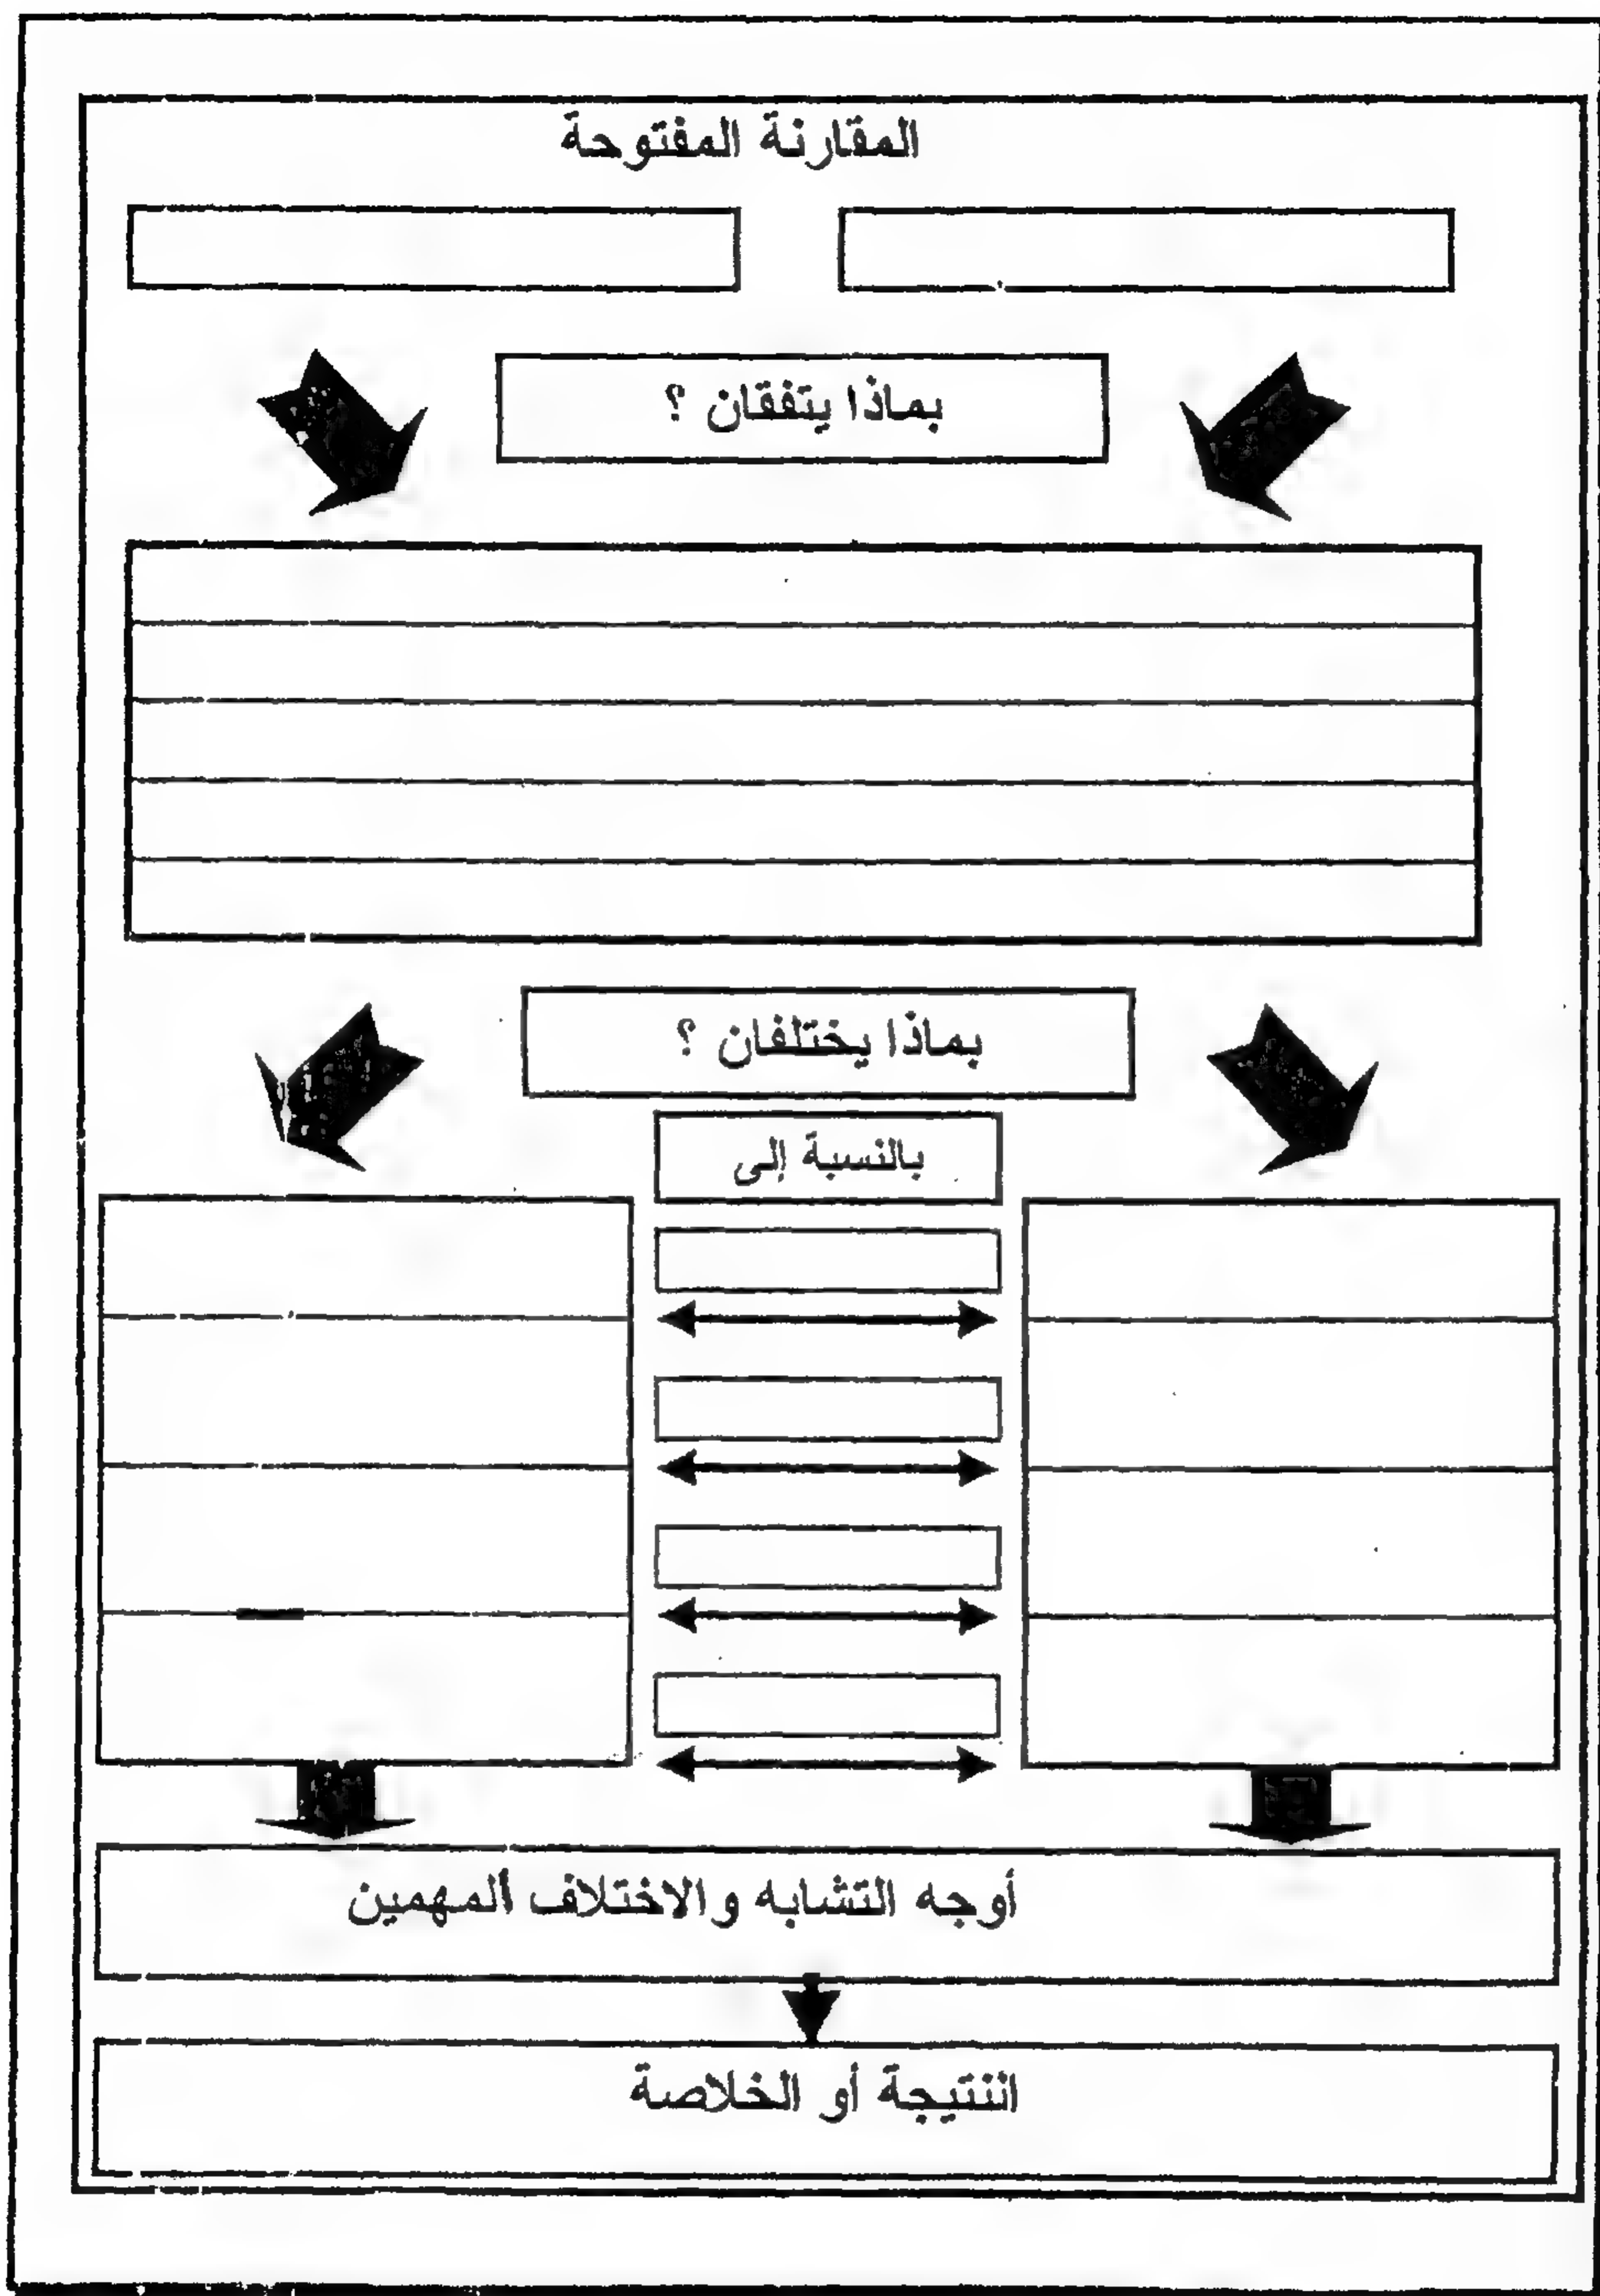 المقارنة المفتوحة
بماذا يتفقان ؟
بماذا يختلفان ؟
بالنسبة إلى
أوجه التشابه والاختلاف المهمين
النتيجة أو الخلاصة